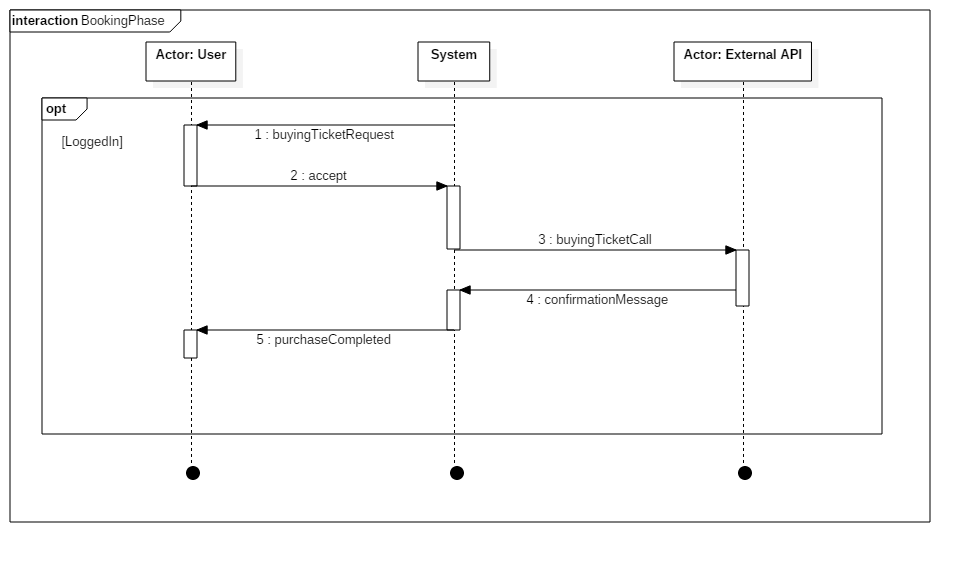 interaction BookingPhase
Actor: User
System
Actor: External API
opt
[LoggedIn]
1 : buyingTicketRequest
2 : accept
3 : buyingTicketCall
4 : confirmationMessage
5 : purchaseCompleted